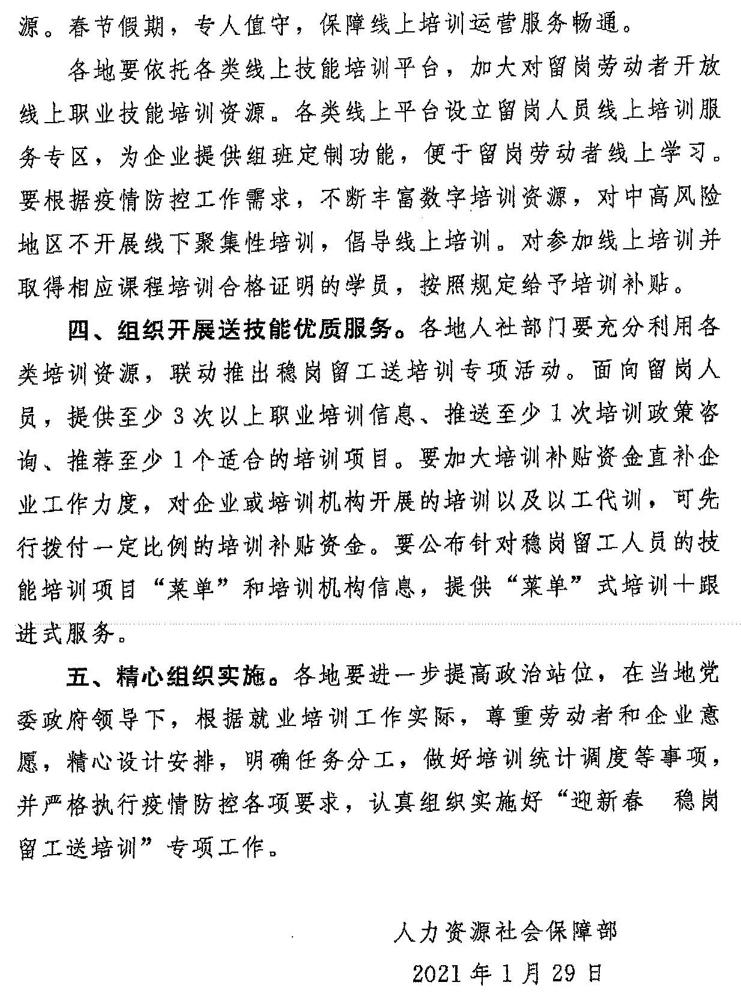 源。春节假期，专人值守，保障线上培训运营服务畅通。
各地要依托各类线上技能培训平台，加大对留岗劳动者开放
线上职业技能培训资源。各类线上平台设立留岗人员线上培训服
务专区，为企业提供组班定制功能，便于留岗劳动者线上学习。
要根据疫情防控工作需求，不断丰富数字培训资源，对中高风险
地区不开展线下聚集性培训，倡导线上培训。对参加线上培训并
取得相应课程培训合格证明的学员，按照规定给予培训补贴。
四、组织开展送技能优质服务。各地人社部门要充分利用各
类培训资源，联动推出稳岗留工送培训专项活动。面向留岗人
员，提供至少3次以上职业培训信息、推送至少1次培训政策咨
询、推荐至少1个适合的培训项目。要加大培训补贴资金直补企
业工作力度，对企业或培训机构开展的培训以及以工代训，可先
行拨付一定比例的培训补贴资金。要公布针对稳岗留工人员的技
能培训项目“菜单”和培训机构信息，提供“菜单”式培训＋跟
进式服务。
五、精心组织实施。各地要进一步提高政治站位，在当地党
委政府领导下，根据就业培训工作实际，尊重劳动者和企业意
愿，精心设计安排，明确任务分工，做好培训统计调度等事项，
并严格执行疫情防控各项要求，认真组织实施好“迎新春　稳岗
留工送培训”专项工作。
人力资源社会保障部
2021年1月29日